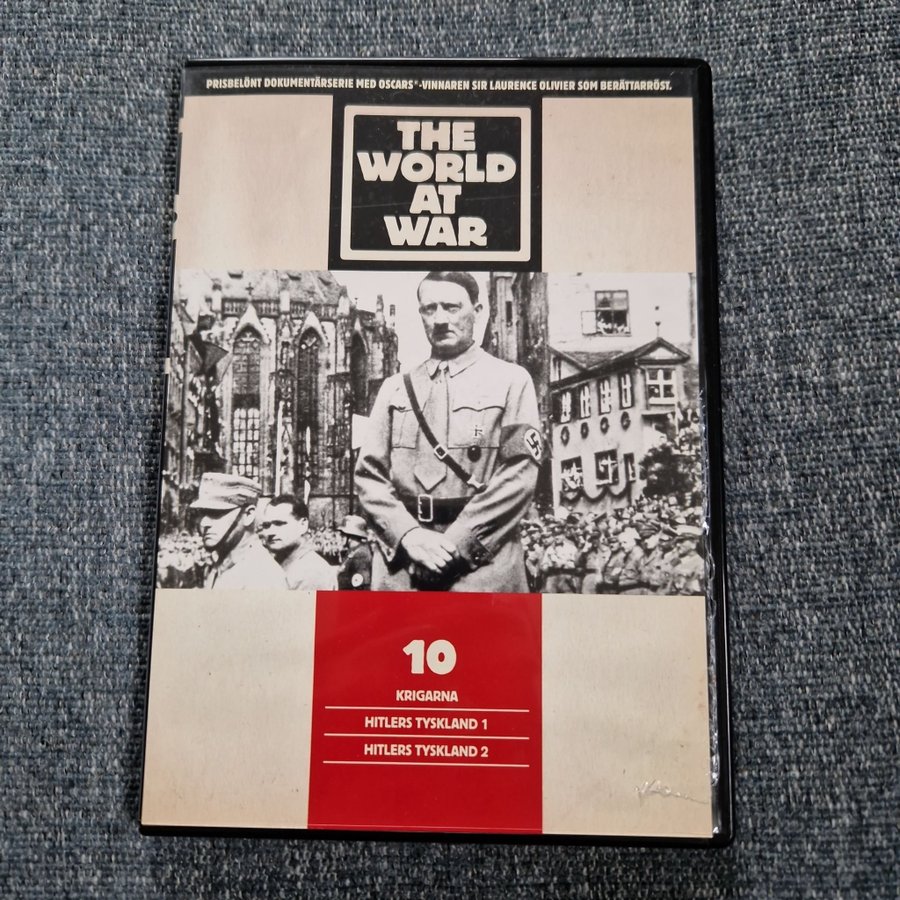 PRISBELÖNT DOKUMENTÄRSERIE MED OSCARS®-VINNAREN SIR LAURENCE OLIVIER SOM BERÄTTARRÖST.
THE
WORLD
AT
WAR
10
KRIGARNA
HITLERS TYSKLAND 1
HITLERS TYSKLAND 2